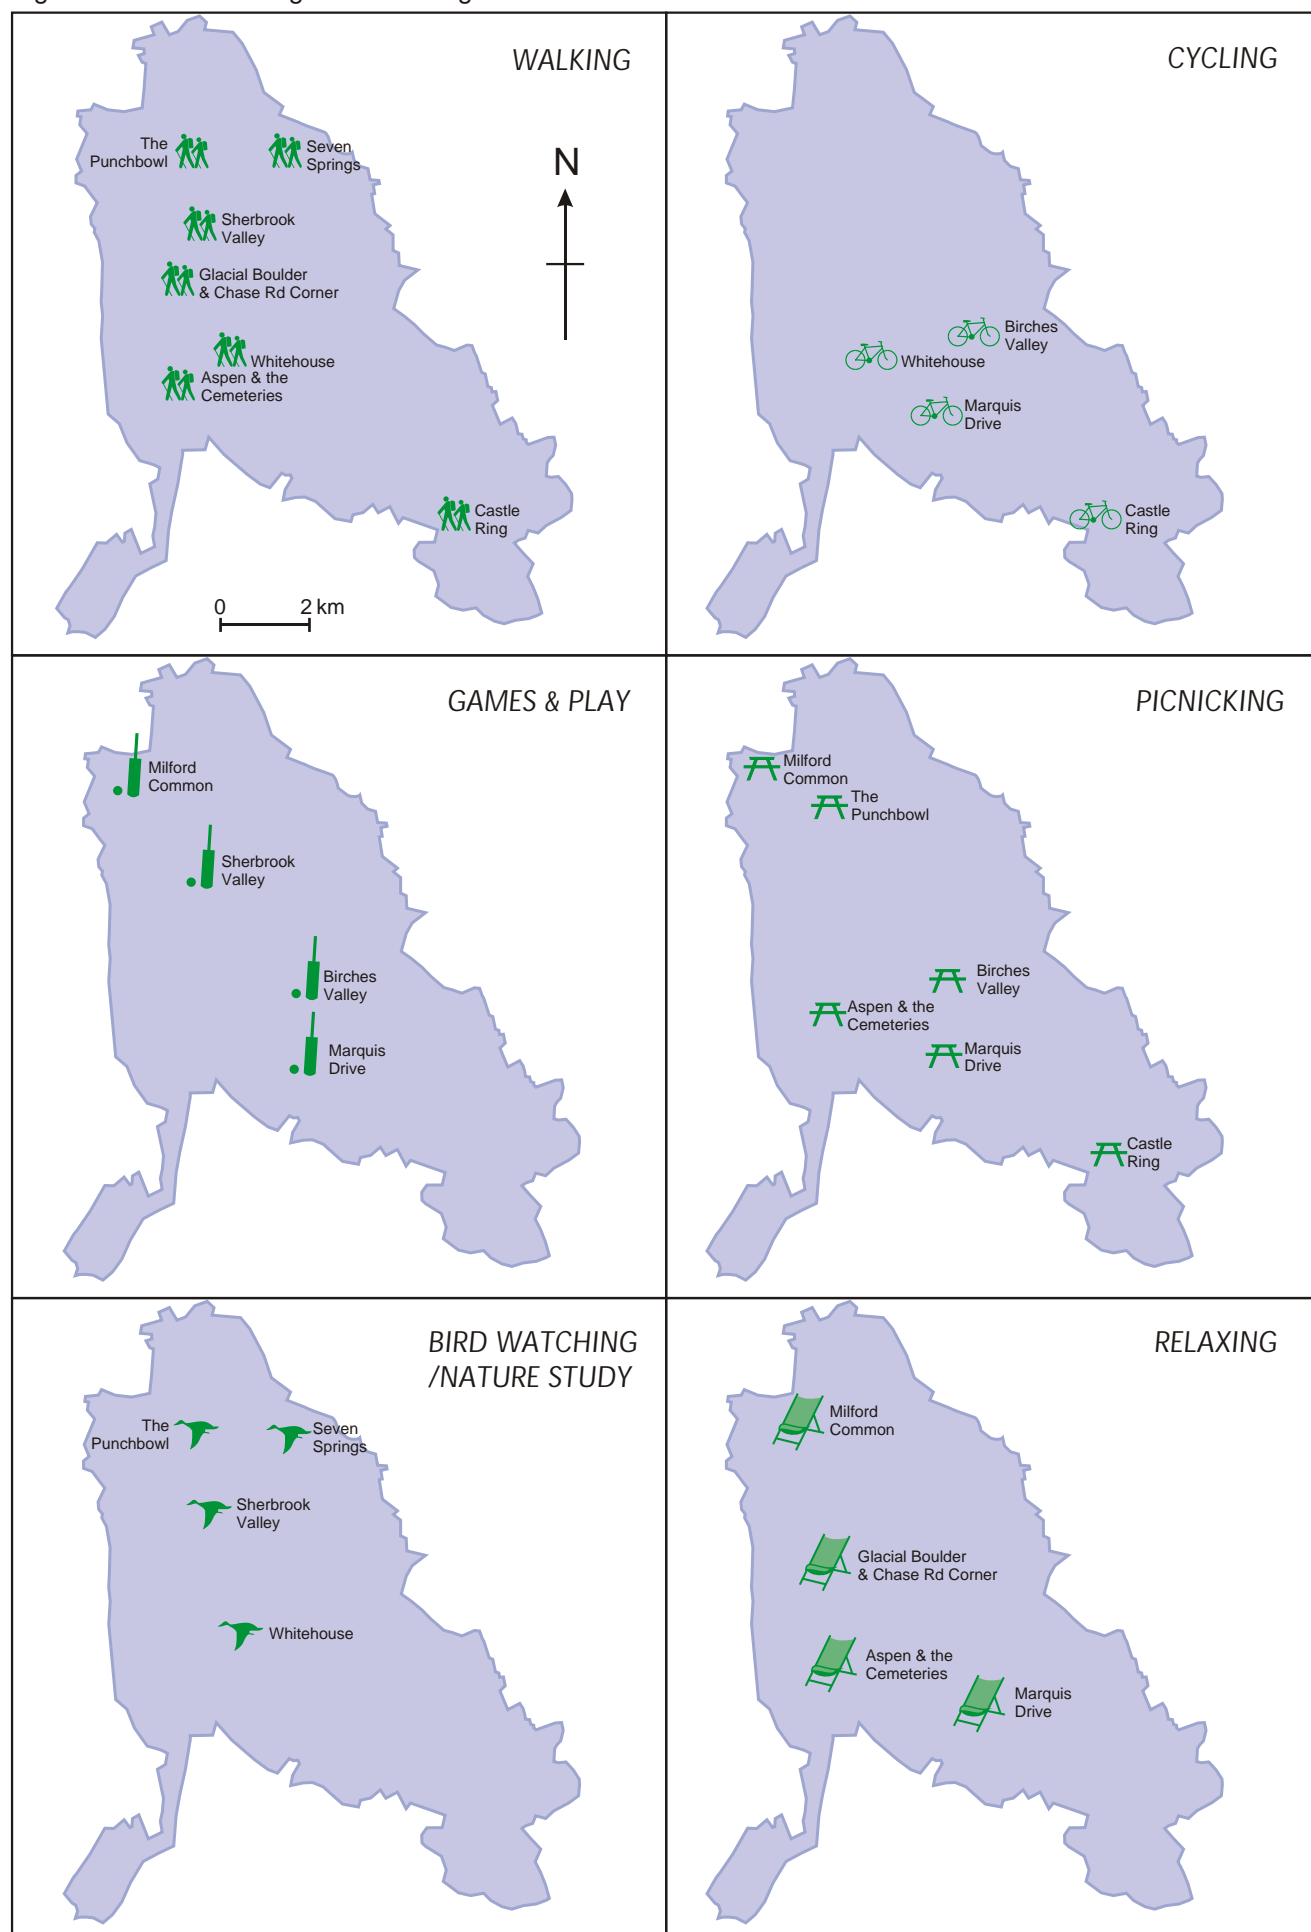 WALKING
The
Punchbowl
Seven
Springs
Sherbrook
Valley
Glacial Boulder
& Chase Rd Corner
Whitehouse
Aspen & the
Cemeteries
Castle
Ring
N
0 2 km
CYCLING
Birches
Valley
Whitehouse
Marquis
Drive
Castle
Ring
GAMES & PLAY
Milford
Common
Sherbrook
Valley
Birches
Valley
Marquis
Drive
PICNICKING
Milford
Common
The
Punchbowl
Birches
Valley
Aspen & the
Cemeteries
Marquis
Drive
Castle
Ring
BIRD WATCHING
/NATURE STUDY
The
Punchbowl
Seven
Springs
Sherbrook
Valley
Whitehouse
RELAXING
Milford
Common
Glacial Boulder
& Chase Rd Corner
Aspen & the
Cemeteries
Marquis
Drive